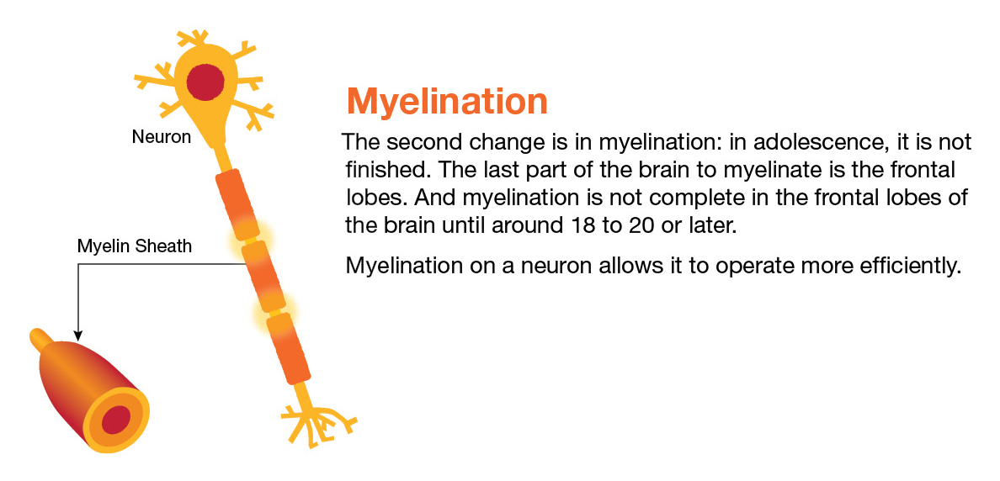 Myelination
The second change is in myelination: in adolescence, it is not
finished. The last part of the brain to myelinate is the frontal
lobes. And myelination is not complete in the frontal lobes of
the brain until around 18 to 20 or later.
Myelination on a neuron allows it to operate more efficiently.
Neuron
Myelin Sheath